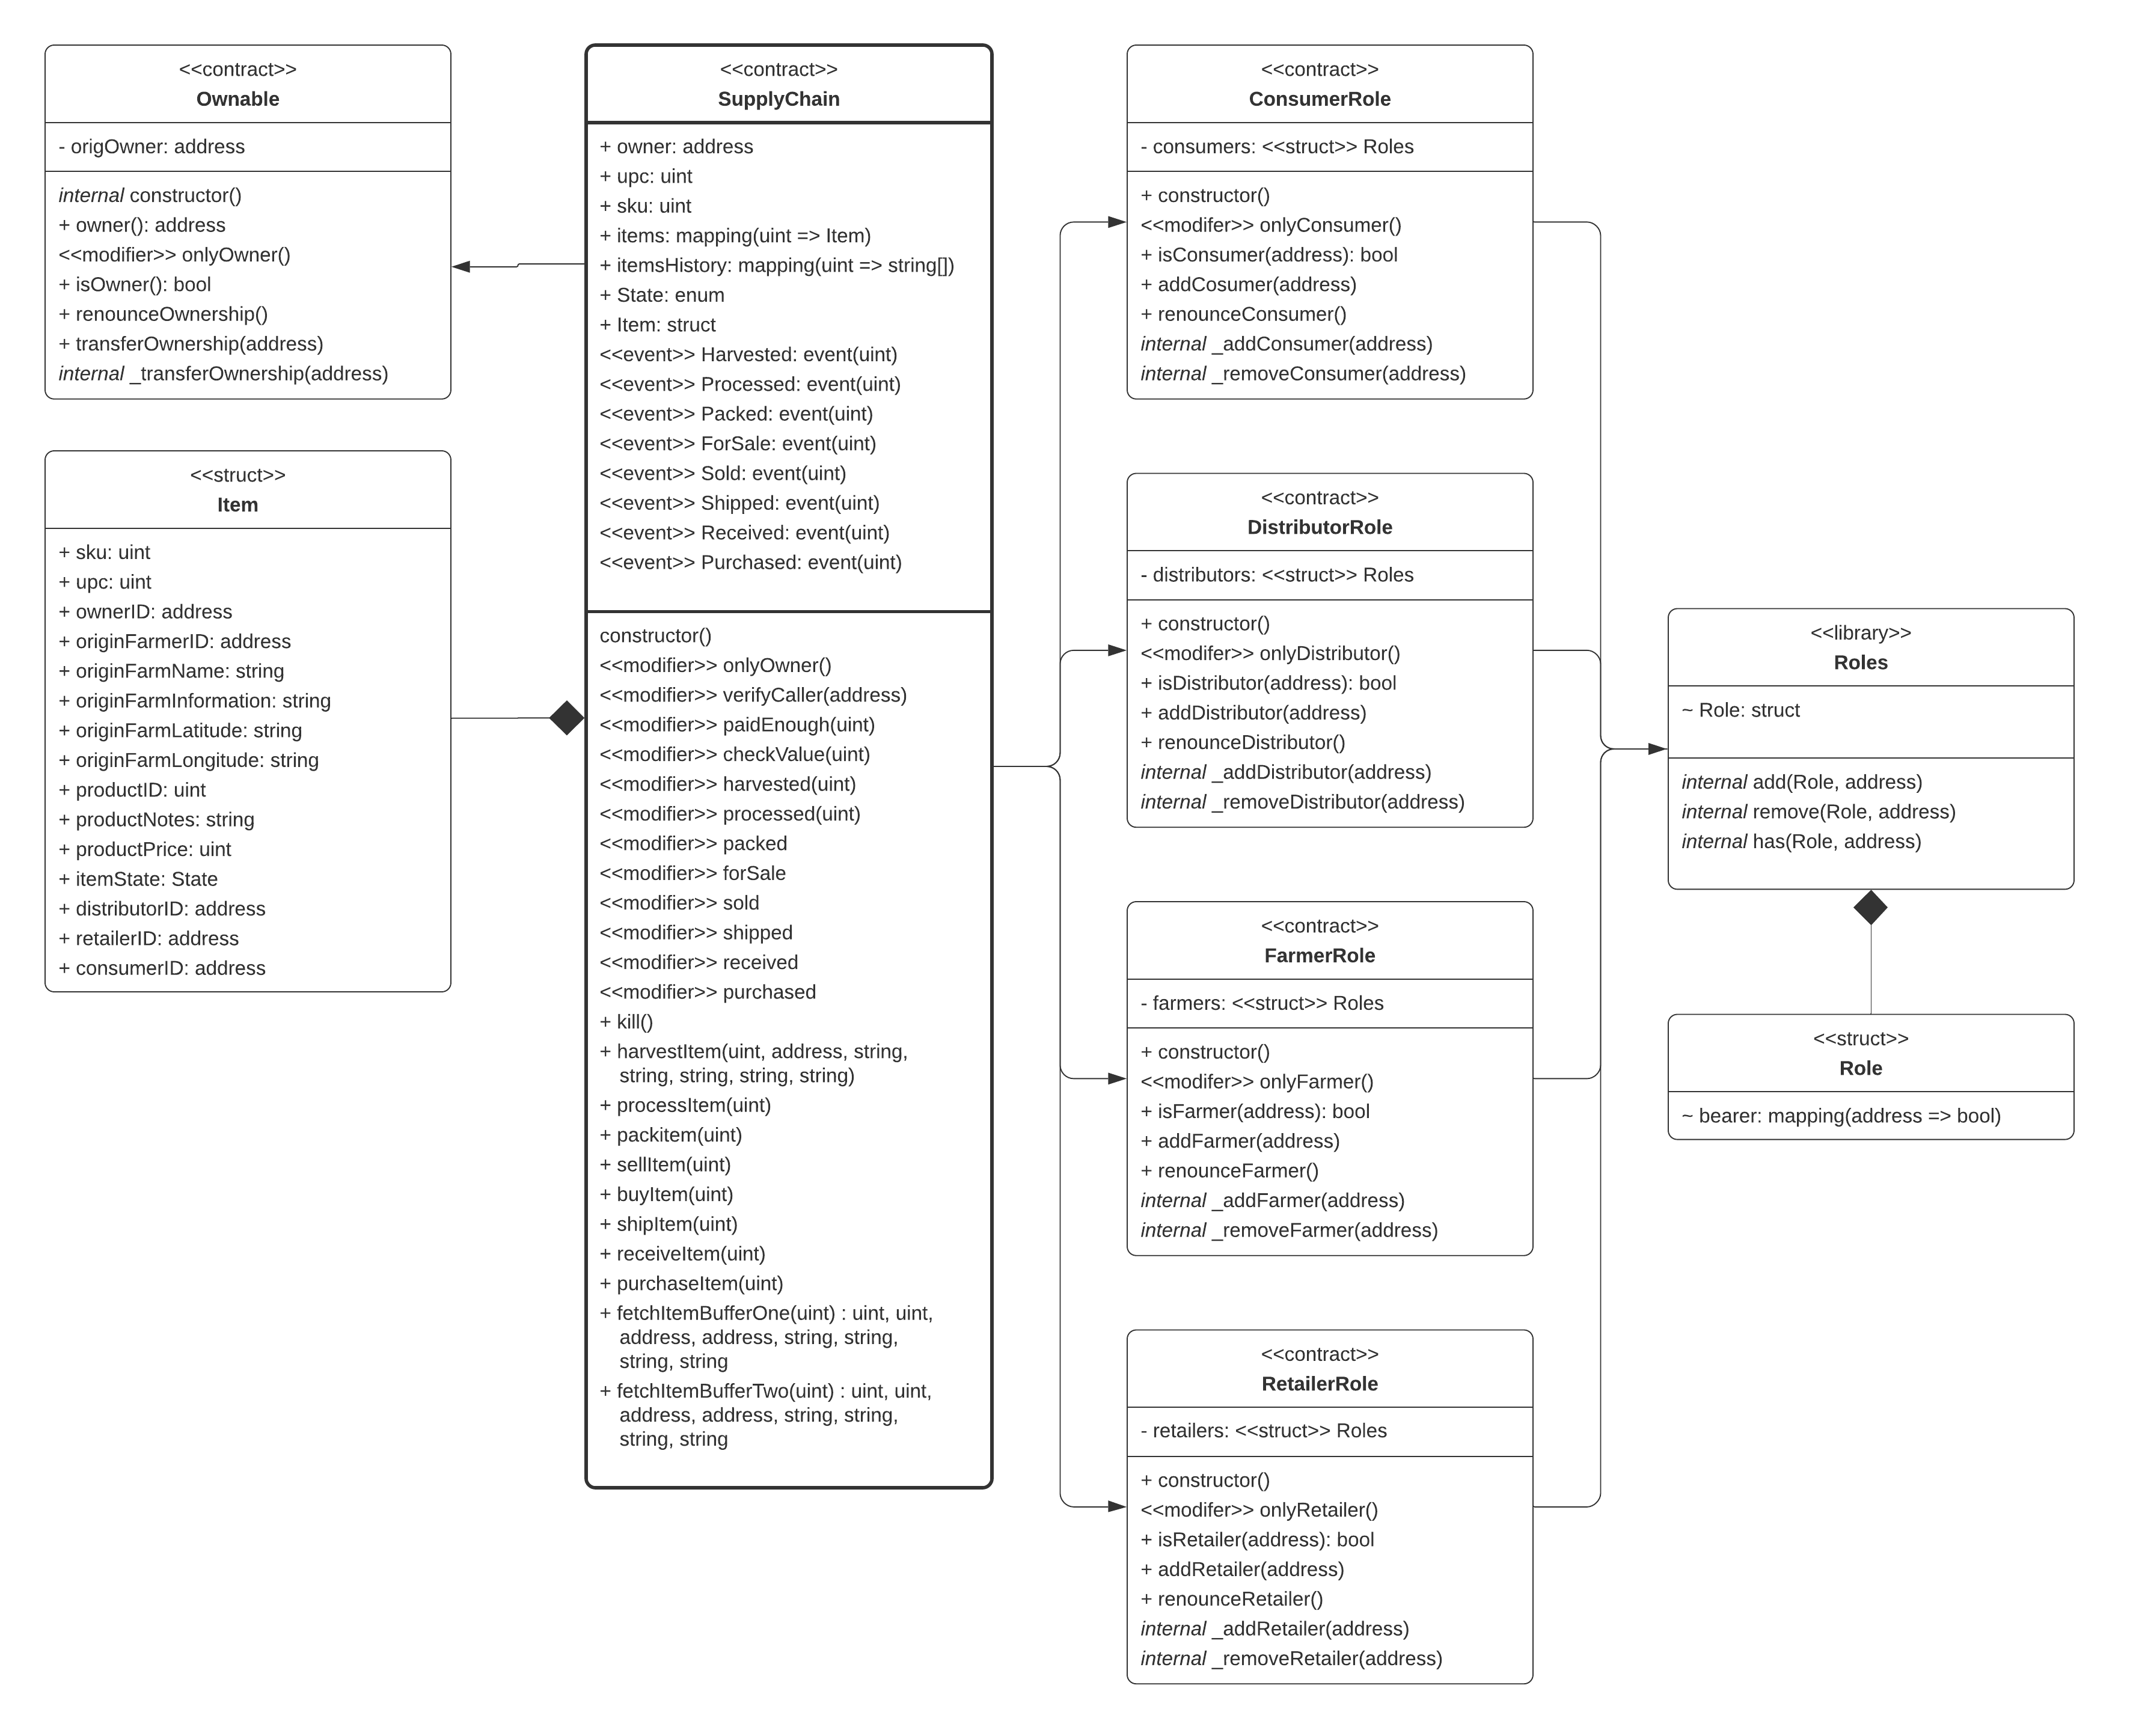 <<contract>>
Ownable
- origOwner: address
internal constructor()
+ owner(): address
<<modifier>> onlyOwner()
+ isOwner(): bool
+ renounceOwnership()
+ transferOwnership(address)
internal _transferOwnership(address)
<<struct>>
Item
+ sku: uint
+ upc: uint
+ ownerID: address
+ originFarmerID: address
+ originFarmName: string
+ originFarmInformation: string
+ originFarmLatitude: string
+ originFarmLongitude: string
+ productID: uint
+ productNotes: string
+ productPrice: uint
+ itemState: State
+ distributorID: address
+ retailerID: address
+ consumerID: address
<<contract>>
SupplyChain
+ owner: address
+ upc: uint
+ sku: uint
+ items: mapping(uint => Item)
+ itemsHistory: mapping(uint => string[])
+ State: enum
+ Item: struct
<<event>> Harvested: event(uint)
<<event>> Processed: event(uint)
<<event>> Packed: event(uint)
<<event>> ForSale: event(uint)
<<event>> Sold: event(uint)
<<event>> Shipped: event(uint)
<<event>> Received: event(uint)
<<event>> Purchased: event(uint)
constructor()
<<modifier>> onlyOwner()
<<modifier>> verifyCaller(address)
<<modifier>> paidEnough(uint)
<<modifier>> checkValue(uint)
<<modifier>> harvested(uint)
<<modifier>> processed(uint)
<<modifier>> packed
<<modifier>> forSale
<<modifier>> sold
<<modifier>> shipped
<<modifier>> received
<<modifier>> purchased
+ kill()
+ harvestItem(uint, address, string,
string, string, string, string)
+ processItem(uint)
+ packitem(uint)
+ sellItem(uint)
+ buyItem(uint)
+ shipItem(uint)
+ receiveItem(uint)
+ purchaseItem(uint)
+ fetchItemBufferOne(uint) : uint, uint,
address, address, string, string,
string, string
+ fetchItemBufferTwo(uint) : uint, uint,
address, address, string, string,
string, string
<<contract>>
ConsumerRole
- consumers: <<struct>> Roles
+ constructor()
<<modifer>> onlyConsumer()
+ isConsumer(address): bool
+ addCosumer(address)
+ renounceConsumer()
internal _addConsumer(address)
internal _removeConsumer(address)
<<contract>>
DistributorRole
- distributors: <<struct>> Roles
+ constructor()
<<modifer>> onlyDistributor()
+ isDistributor(address): bool
+ addDistributor(address)
+ renounceDistributor()
internal _addDistributor(address)
internal _removeDistributor(address)
<<contract>>
FarmerRole
- farmers: <<struct>> Roles
+ constructor()
<<modifer>> onlyFarmer()
+ isFarmer(address): bool
+ addFarmer(address)
+ renounceFarmer()
internal _addFarmer(address)
internal _removeFarmer(address)
<<contract>>
RetailerRole
- retailers: <<struct>> Roles
+ constructor()
<<modifer>> onlyRetailer()
+ isRetailer(address): bool
+ addRetailer(address)
+ renounceRetailer()
internal _addRetailer(address)
internal _removeRetailer(address)
<<library>>
Roles
~ Role: struct
internal add(Role, address)
internal remove(Role, address)
internal has(Role, address)
<<struct>>
Role
~ bearer: mapping(address => bool)